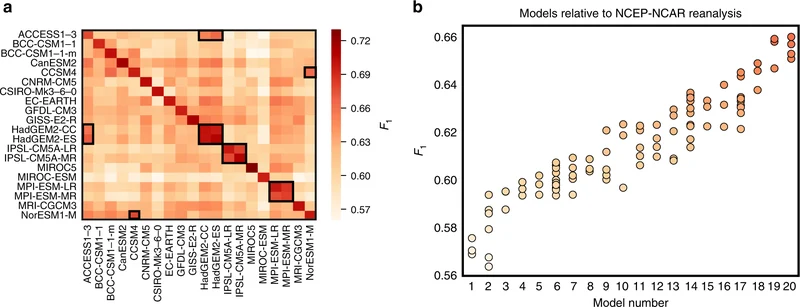 a
ACCESS1–3
BCC–CSM1–1
BCC–CSM1–1-m
CanESM2
CCSM4
CNRM–CM5
CSIRO–Mk3–6–0
EC–EARTH
GFDL–CM3
GISS–E2–R
HadGEM2–CC
HadGEM2–ES
IPSL–CM5A–LR
IPSL–CM5A–MR
MIROC5
MIROC–ESM
MPI–ESM–LR
MPI–ESM–MR
MRI–CGCM3
NorESM1–M
ACCESS1–3
BCC–CSM1–1
BCC–CSM1–1-m
CanESM2
CCSM4
CNRM–CM5
CSIRO–Mk3–6–0
EC–EARTH
GFDL–CM3
GISS–E2–R
HadGEM2–CC
HadGEM2–ES
IPSL–CM5A–LR
IPSL–CM5A–MR
MIROC5
MIROC–ESM
MPI–ESM–LR
MPI–ESM–MR
MRI–CGCM3
NorESM1–M
0.72
0.69
0.66
0.63
0.60
0.57
F1
b
Models relative to NCEP-NCAR reanalysis
0.66
0.64
0.62
0.60
0.58
0.56
F1
1 2 3 4 5 6 7 8 9 10 11 12 13 14 15 16 17 18 19 20
Model number